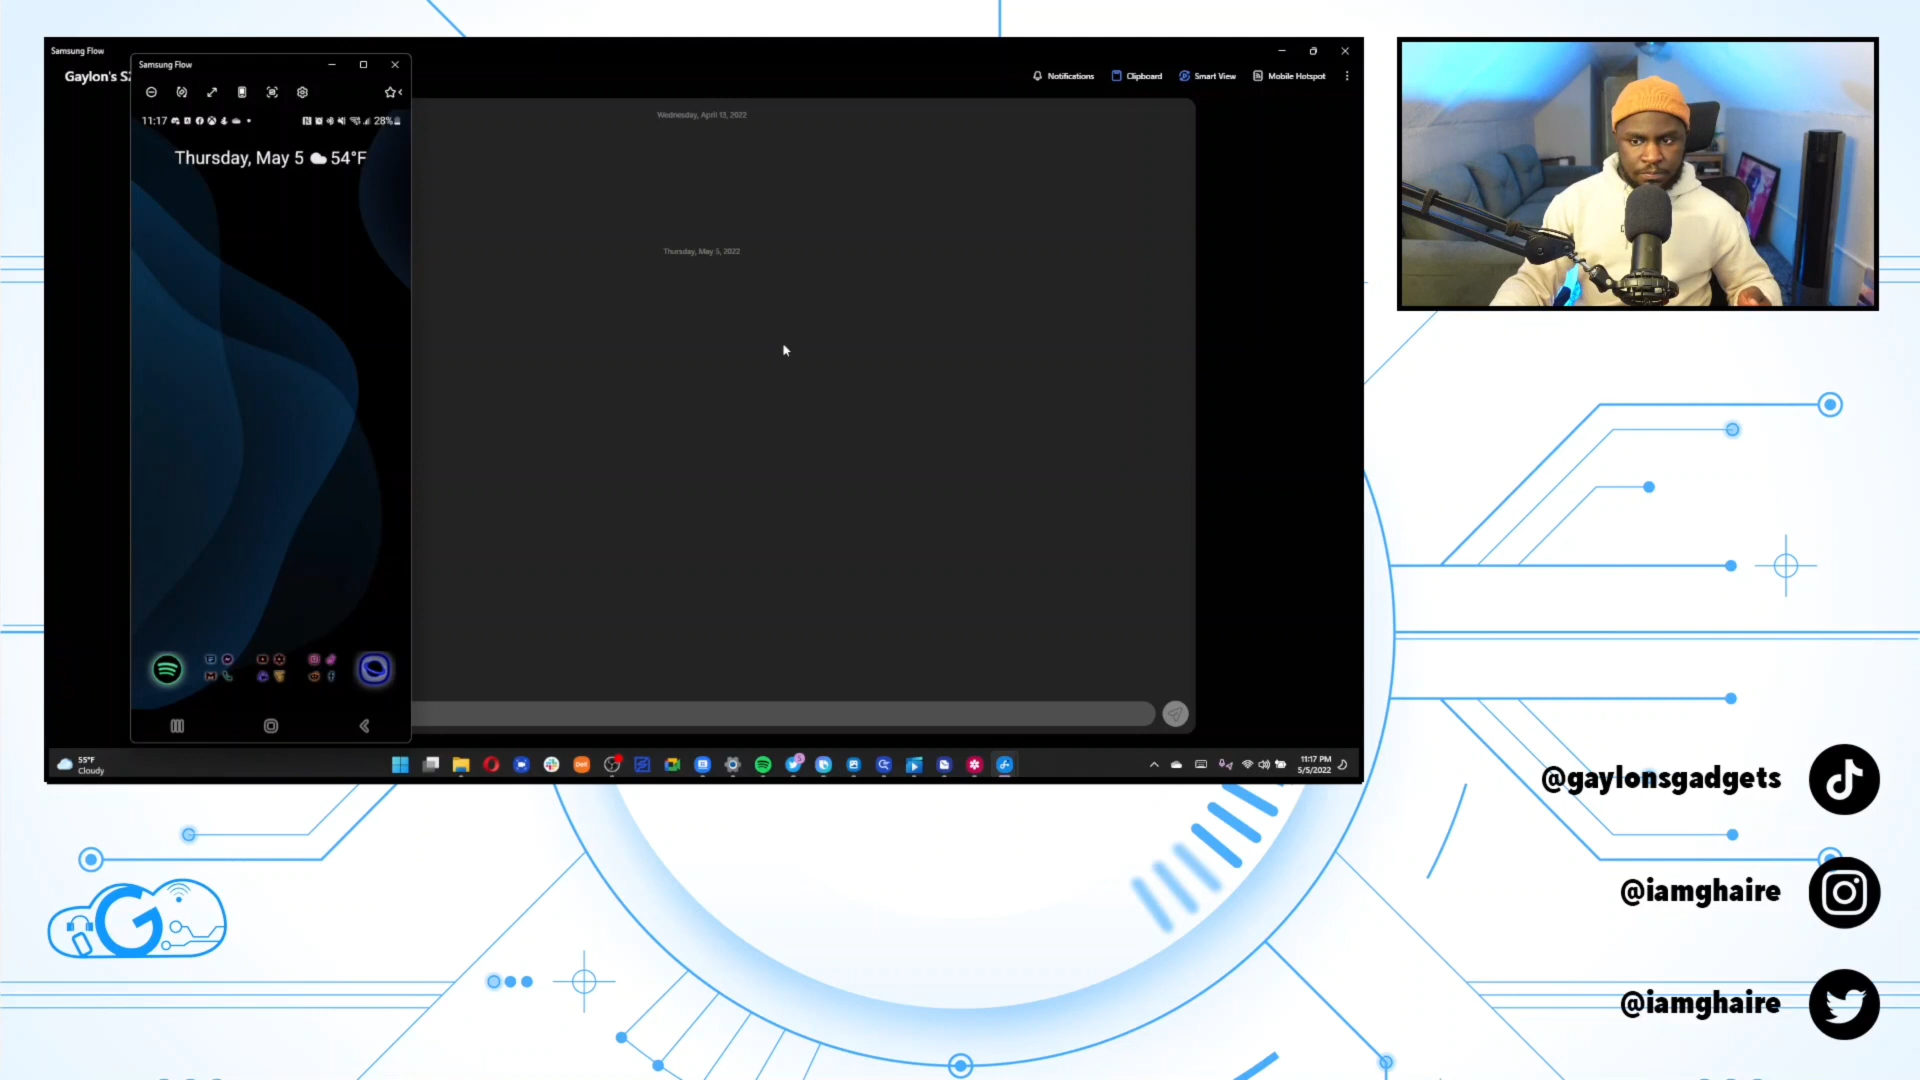 Samsung Flow
Gaylon's S2
Notifications
Clipboard
Smart View
Mobile Hotspot
Samsung Flow
11:17
28%
Thursday, May 5 54°F
Wednesday, April 13, 2022
Thursday, May 5, 2022
55°F
Cloudy
11:17 PM
5/5/2022
@gaylonsgadgets
@iamghaire
@iamghaire
G